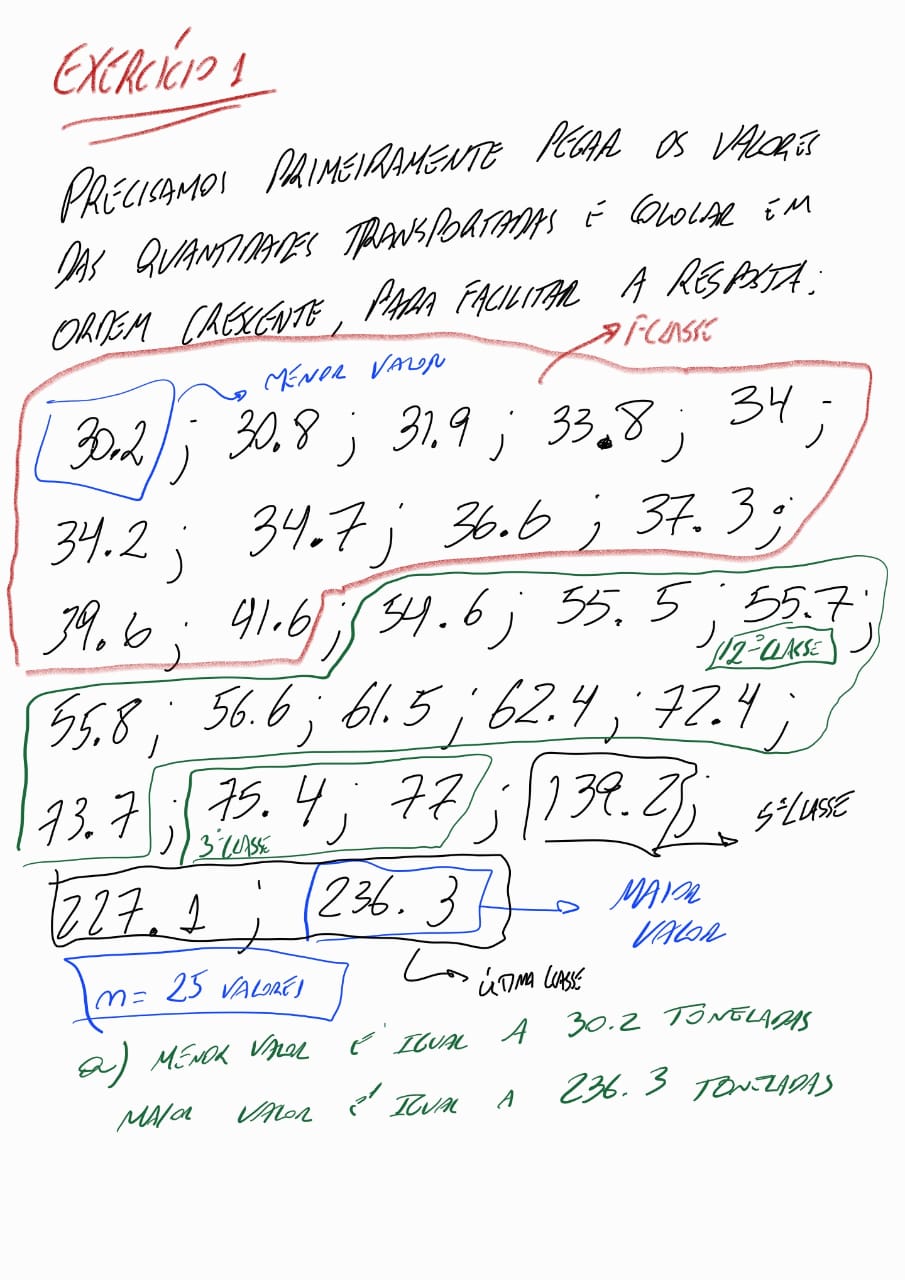 EXERCÍCIO 1
PRECISAMOS PRIMEIRAMENTE PEGAR OS VALORES
DAS QUANTIDADES TRANSPORTADAS E COLOCAR EM
ORDEM CRESCENTE, PARA FACILITAR A RESPOSTA:
1ªCLASSE
MENOR VALOR
30.2 ; 30.8 ; 31.9 ; 33.8 ; 34 ;
34.2 ; 34.7 ; 36.6 ; 37.3 ;
39.6 ; 41.6 ; 54.6 ; 55.5 ; 55.7 ;
2ª CLASSE
55.8 ; 56.6 ; 61.5 ; 62.4 ; 72.4 ;
73.7 ; 75.4 ; 77 ; 139.2 ; 5ªCLASSE
3ª CLASSE
227.1 ; 236.3 MAIOR
VALOR
ÚLTIMA CLASSE
n = 25 VALORES
a) MENOR VALOR É IGUAL A 30.2 TONELADAS
MAIOR VALOR É IGUAL A 236.3 TONELADAS